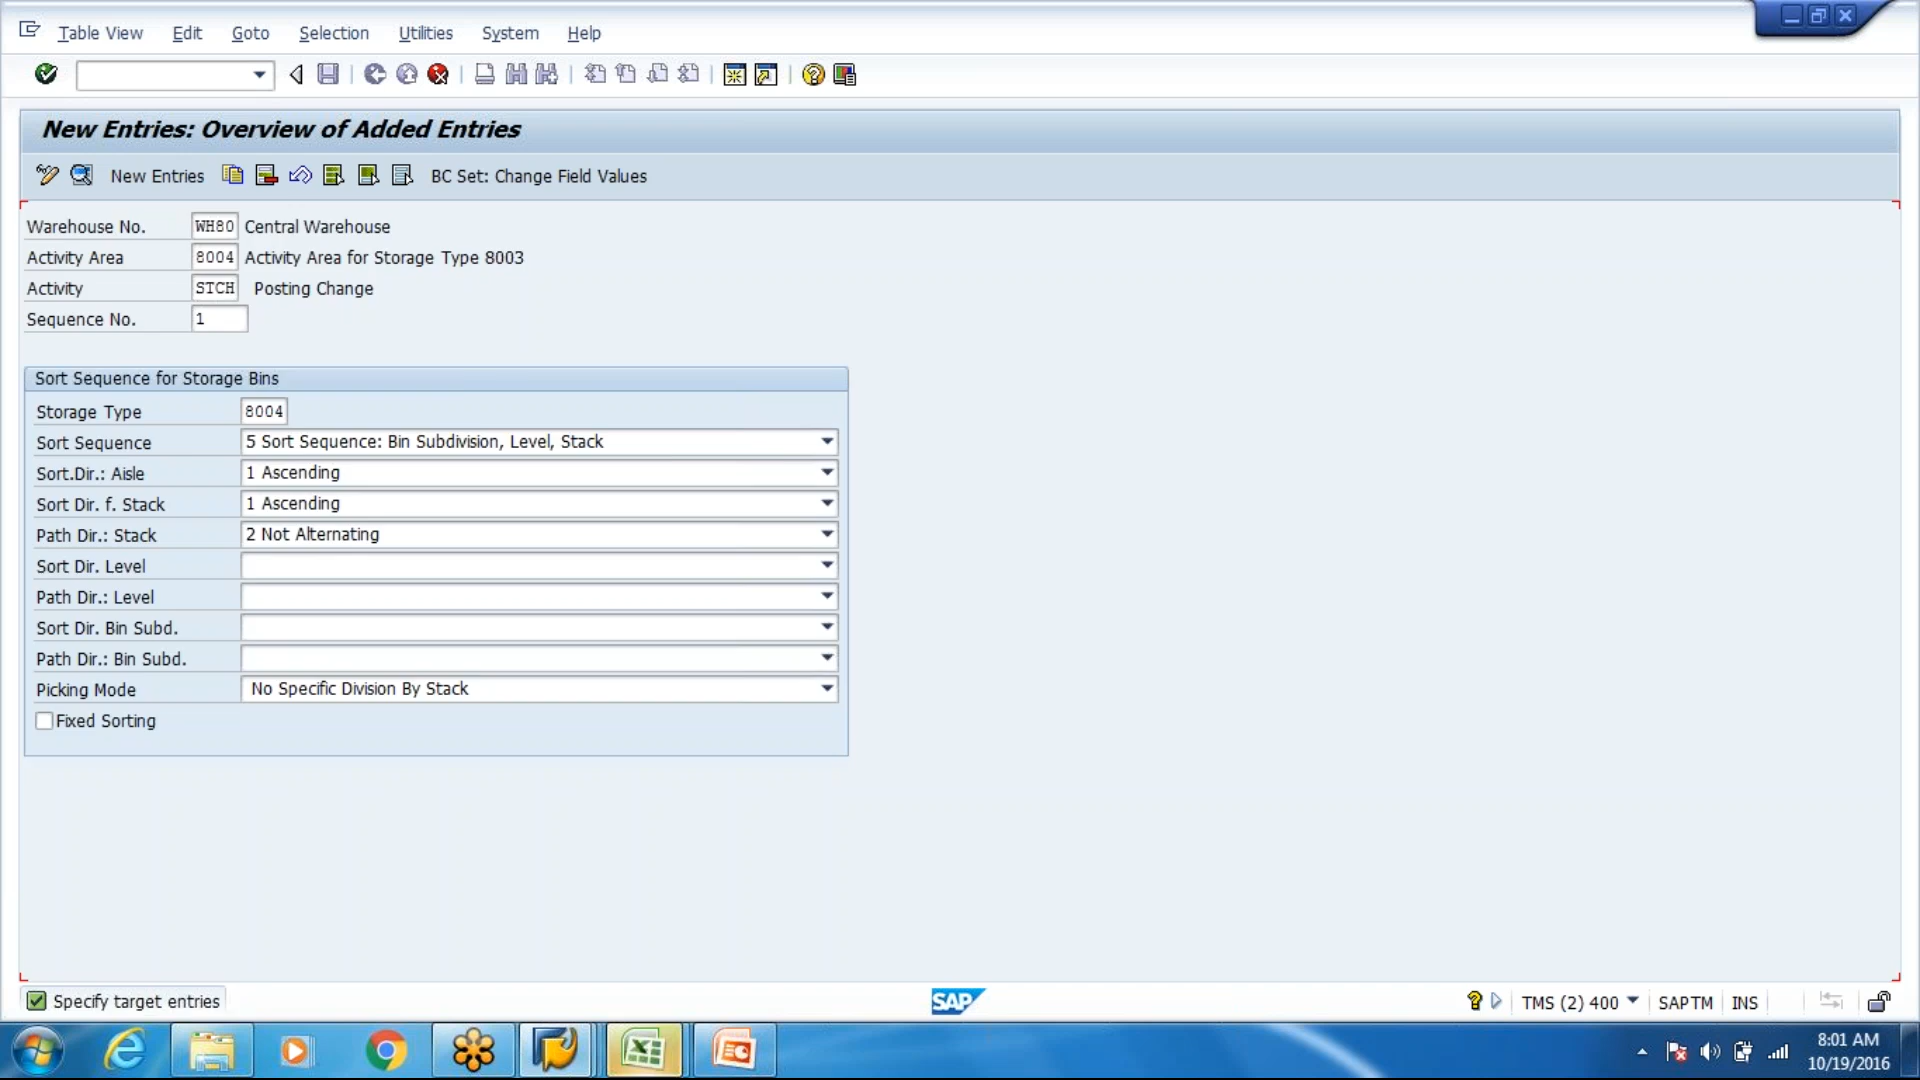 Table View Edit Goto Selection Utilities System Help
New Entries: Overview of Added Entries
New Entries BC Set: Change Field Values
Warehouse No. WH80 Central Warehouse
Activity Area 8004 Activity Area for Storage Type 8003
Activity STCH Posting Change
Sequence No. 1
Sort Sequence for Storage Bins
Storage Type 8004
Sort Sequence 5 Sort Sequence: Bin Subdivision, Level, Stack
Sort.Dir.: Aisle 1 Ascending
Sort Dir. f. Stack 1 Ascending
Path Dir.: Stack 2 Not Alternating
Sort Dir. Level
Path Dir.: Level
Sort Dir. Bin Subd.
Path Dir.: Bin Subd.
Picking Mode No Specific Division By Stack
Fixed Sorting
Specify target entries SAP TMS (2) 400 SAPTM INS
8:01 AM
10/19/2016